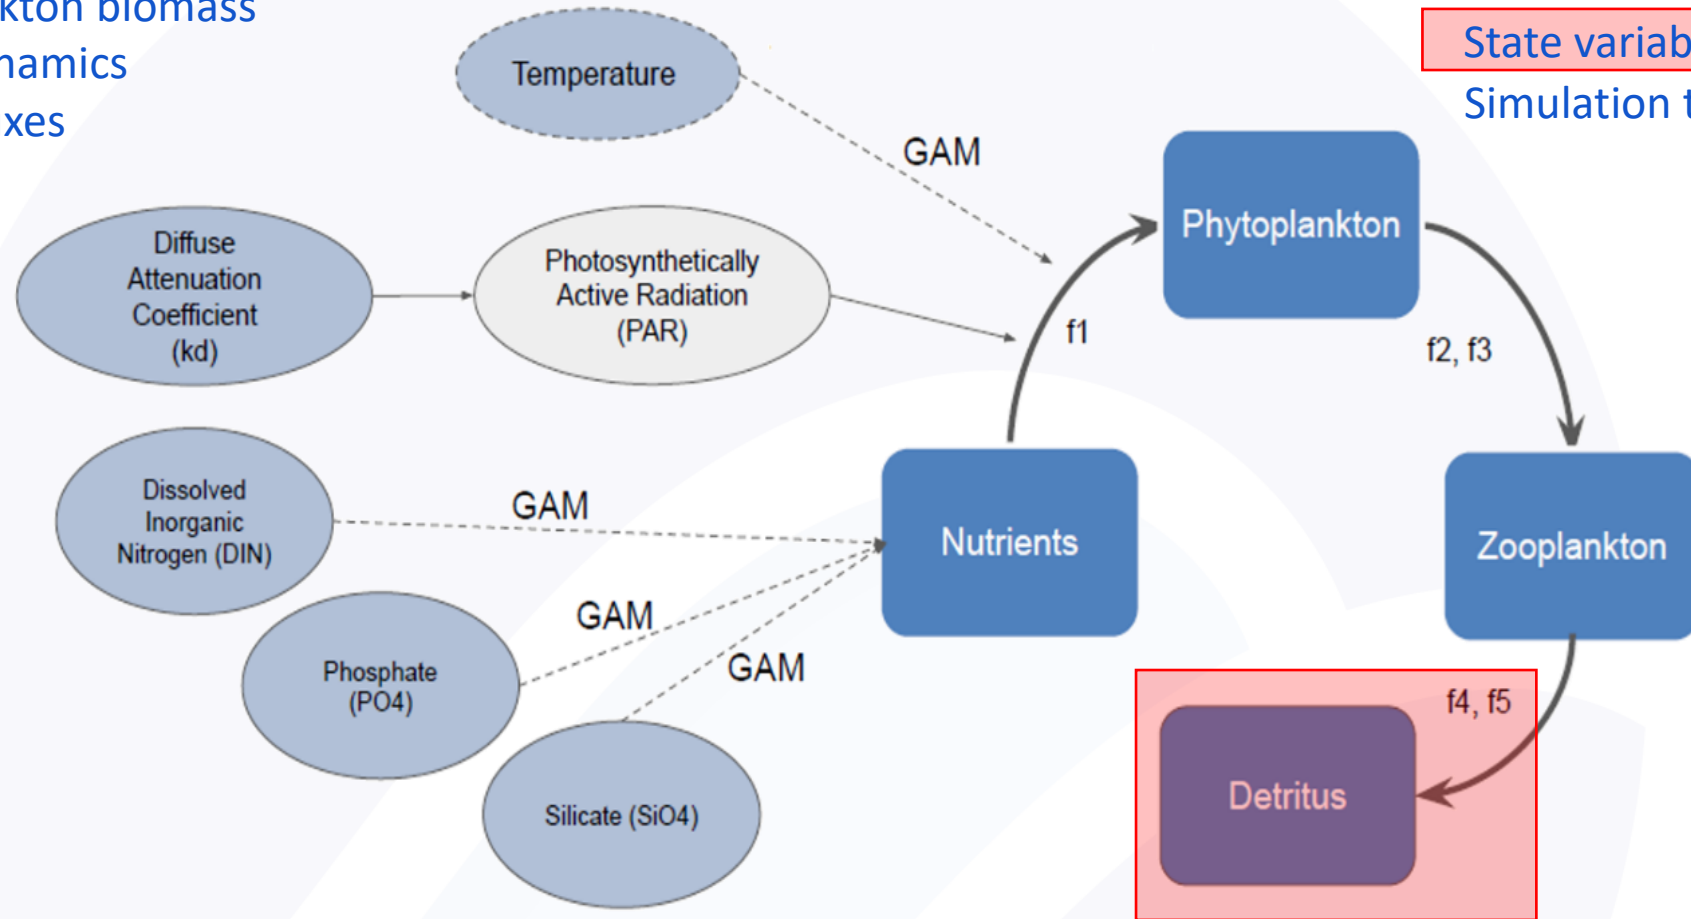 kton biomass
namics
xes
State variab
Simulation t
Temperature
GAM
Diffuse
Attenuation
Coefficient
(kd)
Photosynthetically
Active Radiation
(PAR)
Phytoplankton
f1
f2, f3
Dissolved
Inorganic
Nitrogen (DIN)
GAM
Nutrients
Zooplankton
GAM
Phosphate
(PO4)
GAM
f4, f5
Silicate (SiO4)
Detritus